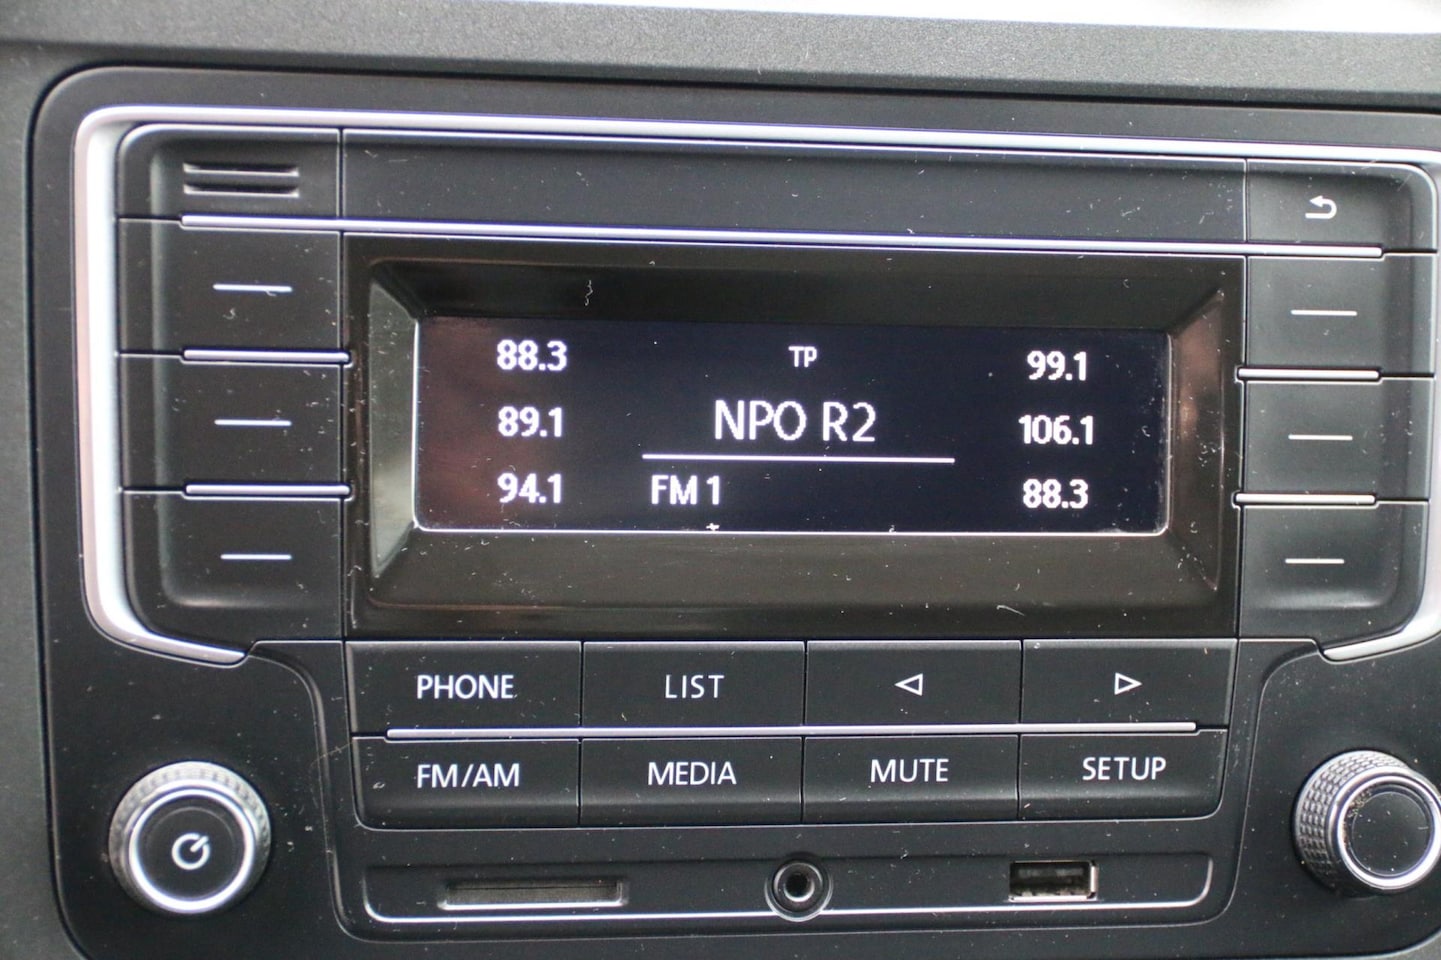 88.3 TP 99.1
89.1 NPO R2 106.1
94.1 FM 1 88.3
PHONE LIST
FM/AM MEDIA MUTE SETUP